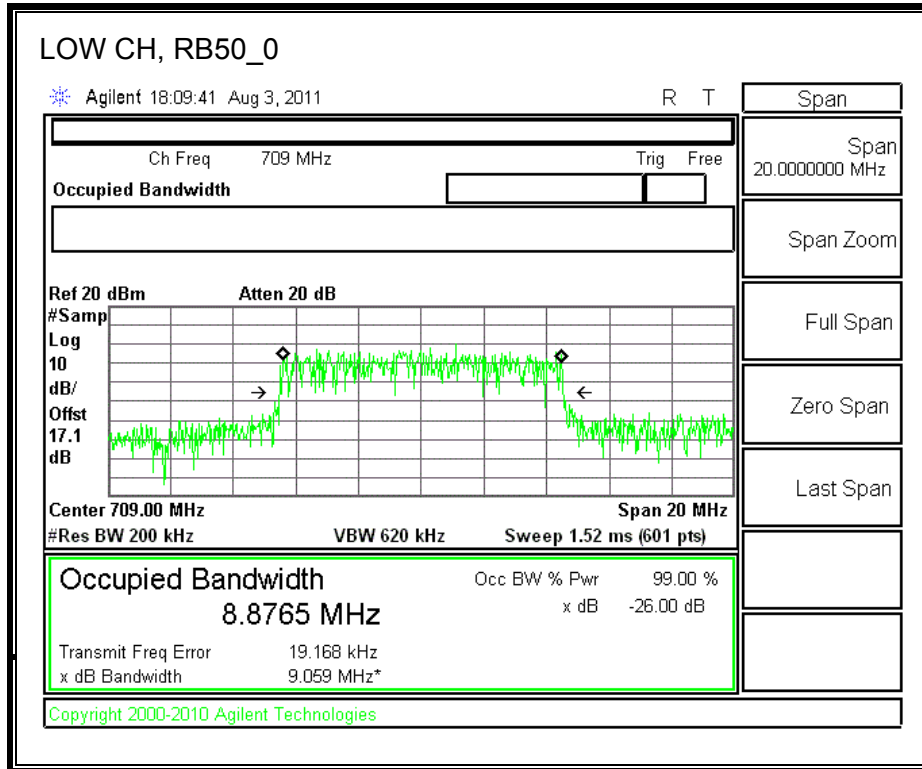 LOW CH, RB50_0
Agilent 18:09:41 Aug 3, 2011 R T
Span
Ch Freq 709 MHz Trig Free
Span
20.0000000 MHz
Occupied Bandwidth
Span Zoom
Ref 20 dBm Atten 20 dB
#Samp
Log
10
dB/
Offst
17.1
dB
Full Span
Zero Span
Last Span
Center 709.00 MHz Span 20 MHz
#Res BW 200 kHz VBW 620 kHz Sweep 1.52 ms (601 pts)
Occupied Bandwidth Occ BW % Pwr 99.00 %
8.8765 MHz x dB -26.00 dB
Transmit Freq Error 19.168 kHz
x dB Bandwidth 9.059 MHz*
Copyright 2000-2010 Agilent Technologies